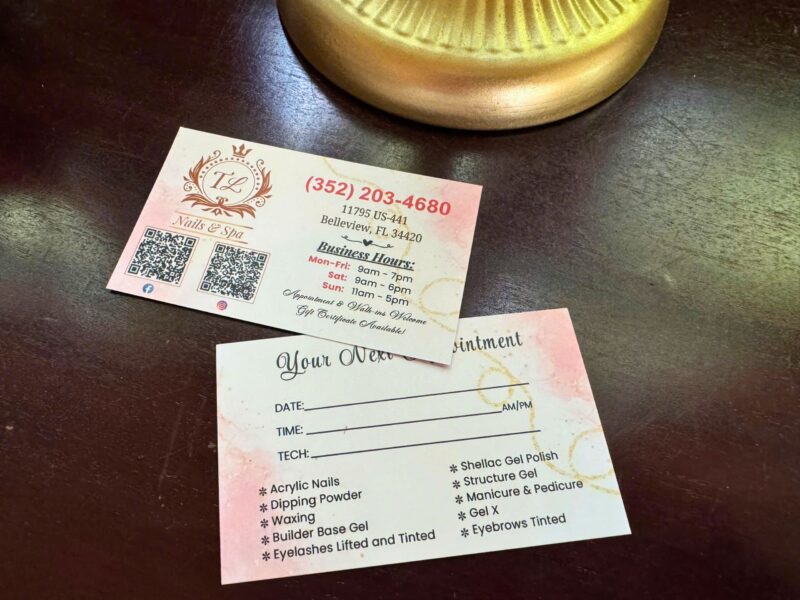 TL
Nails & Spa
(352) 203-4680
11795 US-441
Belleview, FL 34420
Business Hours:
Mon-Fri: 9am - 7pm
Sat: 9am - 6pm
Sun: 11am - 5pm
Appointment & Walk-ins Welcome
Gift Certificate Available!
Your Next ointment
DATE:
TIME: AM/PM
TECH:
* Acrylic Nails
* Dipping Powder
* Waxing
* Builder Base Gel
* Eyelashes Lifted and Tinted
* Shellac Gel Polish
* Structure Gel
* Manicure & Pedicure
* Gel X
* Eyebrows Tinted